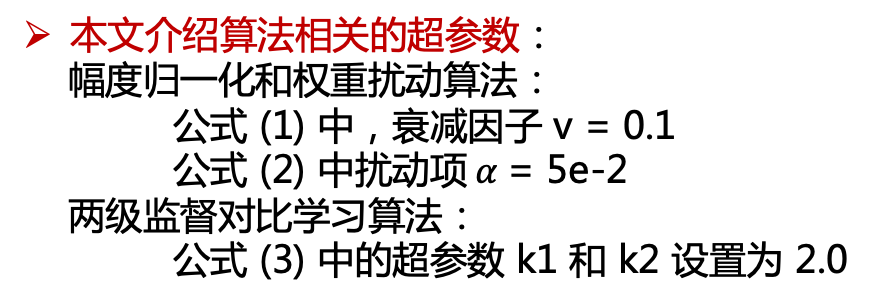 ➢ 本文介绍算法相关的超参数：
幅度归一化和权重扰动算法：
公式 (1) 中，衰减因子 v = 0.1
公式 (2) 中扰动项 α = 5e-2
两级监督对比学习算法：
公式 (3) 中的超参数 k1 和 k2 设置为 2.0